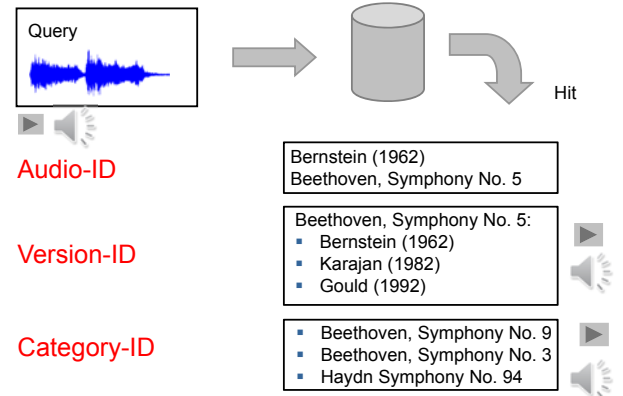 Query
Hit
Audio-ID
Bernstein (1962)
Beethoven, Symphony No. 5
Version-ID
Beethoven, Symphony No. 5:
▪ Bernstein (1962)
▪ Karajan (1982)
▪ Gould (1992)
Category-ID
▪ Beethoven, Symphony No. 9
▪ Beethoven, Symphony No. 3
▪ Haydn Symphony No. 94